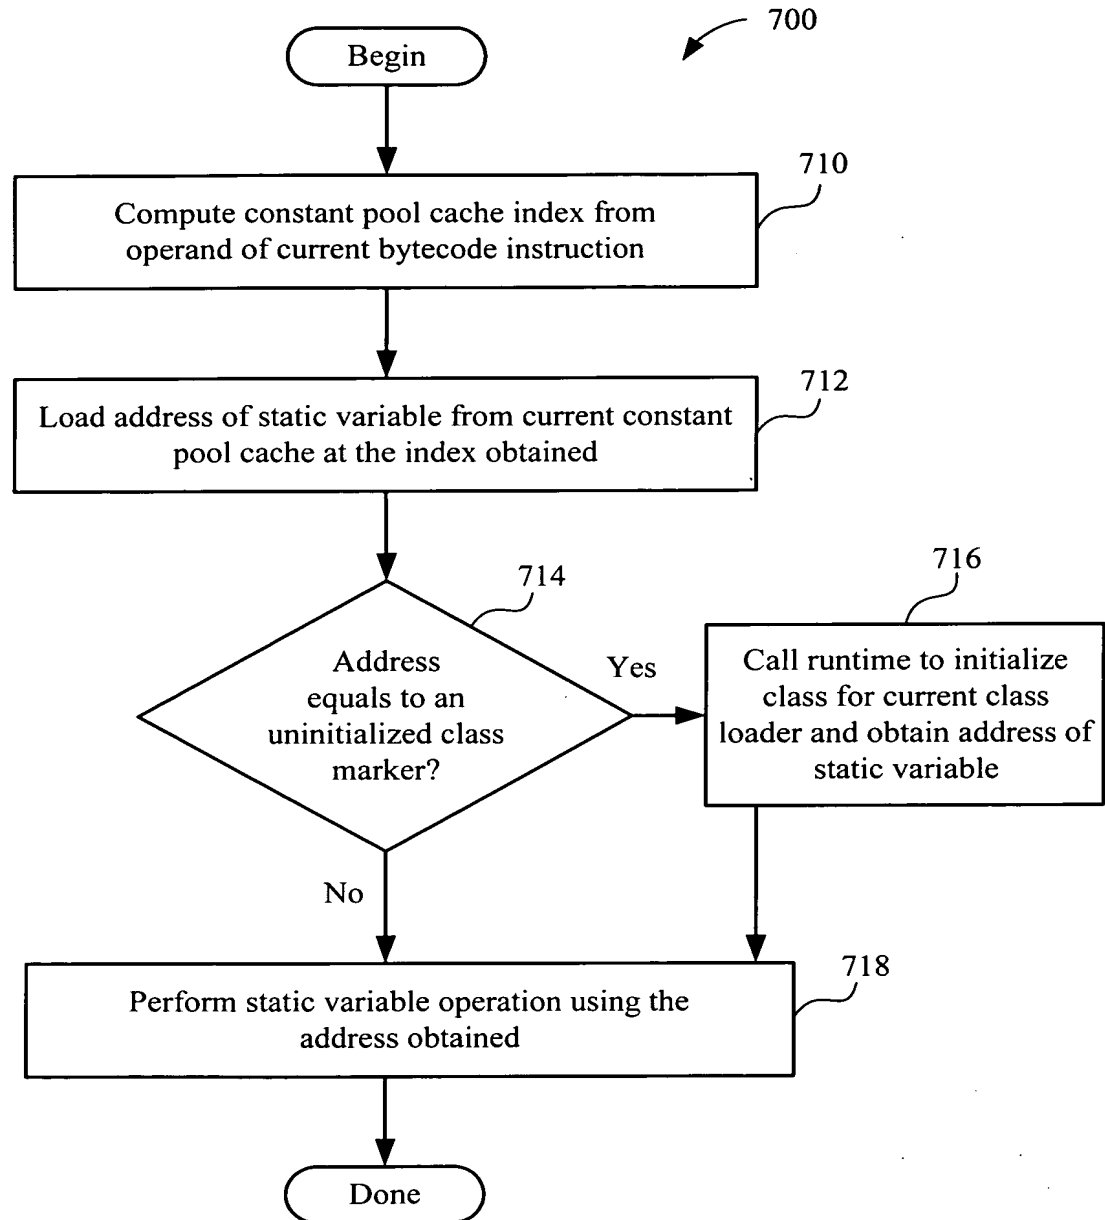 700
Begin
710
Compute constant pool cache index from
operand of current bytecode instruction
712
Load address of static variable from current constant
pool cache at the index obtained
714
Address
equals to an
uninitialized class
marker?
Yes
716
Call runtime to initialize
class for current class
loader and obtain address of
static variable
No
718
Perform static variable operation using the
address obtained
Done